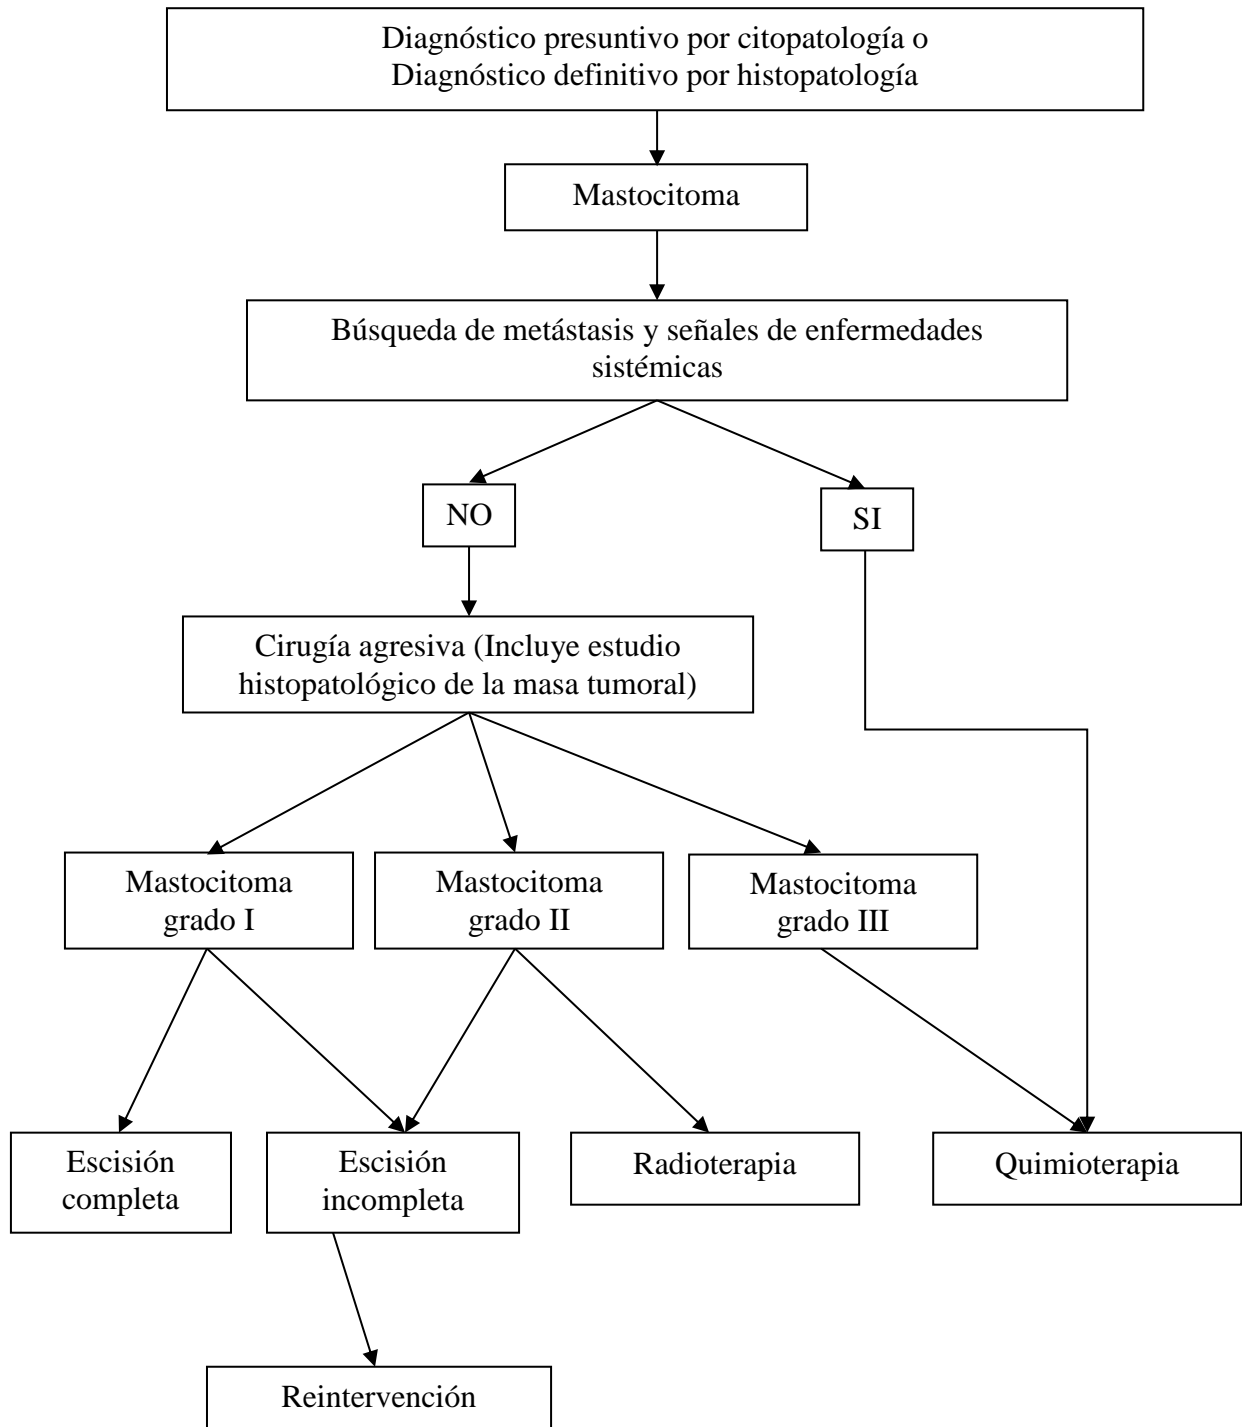 Diagnóstico presuntivo por citopatología o
Diagnóstico definitivo por histopatología
Mastocitoma
Búsqueda de metástasis y señales de enfermedades
sistémicas
NO
SI
Cirugía agresiva (Incluye estudio
histopatológico de la masa tumoral)
Mastocitoma
grado I
Mastocitoma
grado II
Mastocitoma
grado III
Escisión
completa
Escisión
incompleta
Radioterapia
Quimioterapia
Reintervención